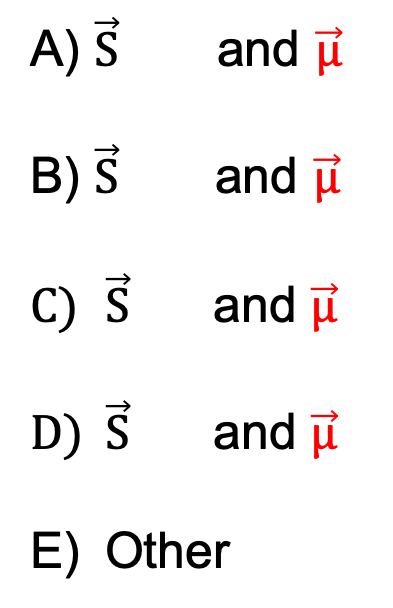 A) S⃗ and μ⃗
B) S⃗ and μ⃗
C) S⃗ and μ⃗
D) S⃗ and μ⃗
E) Other